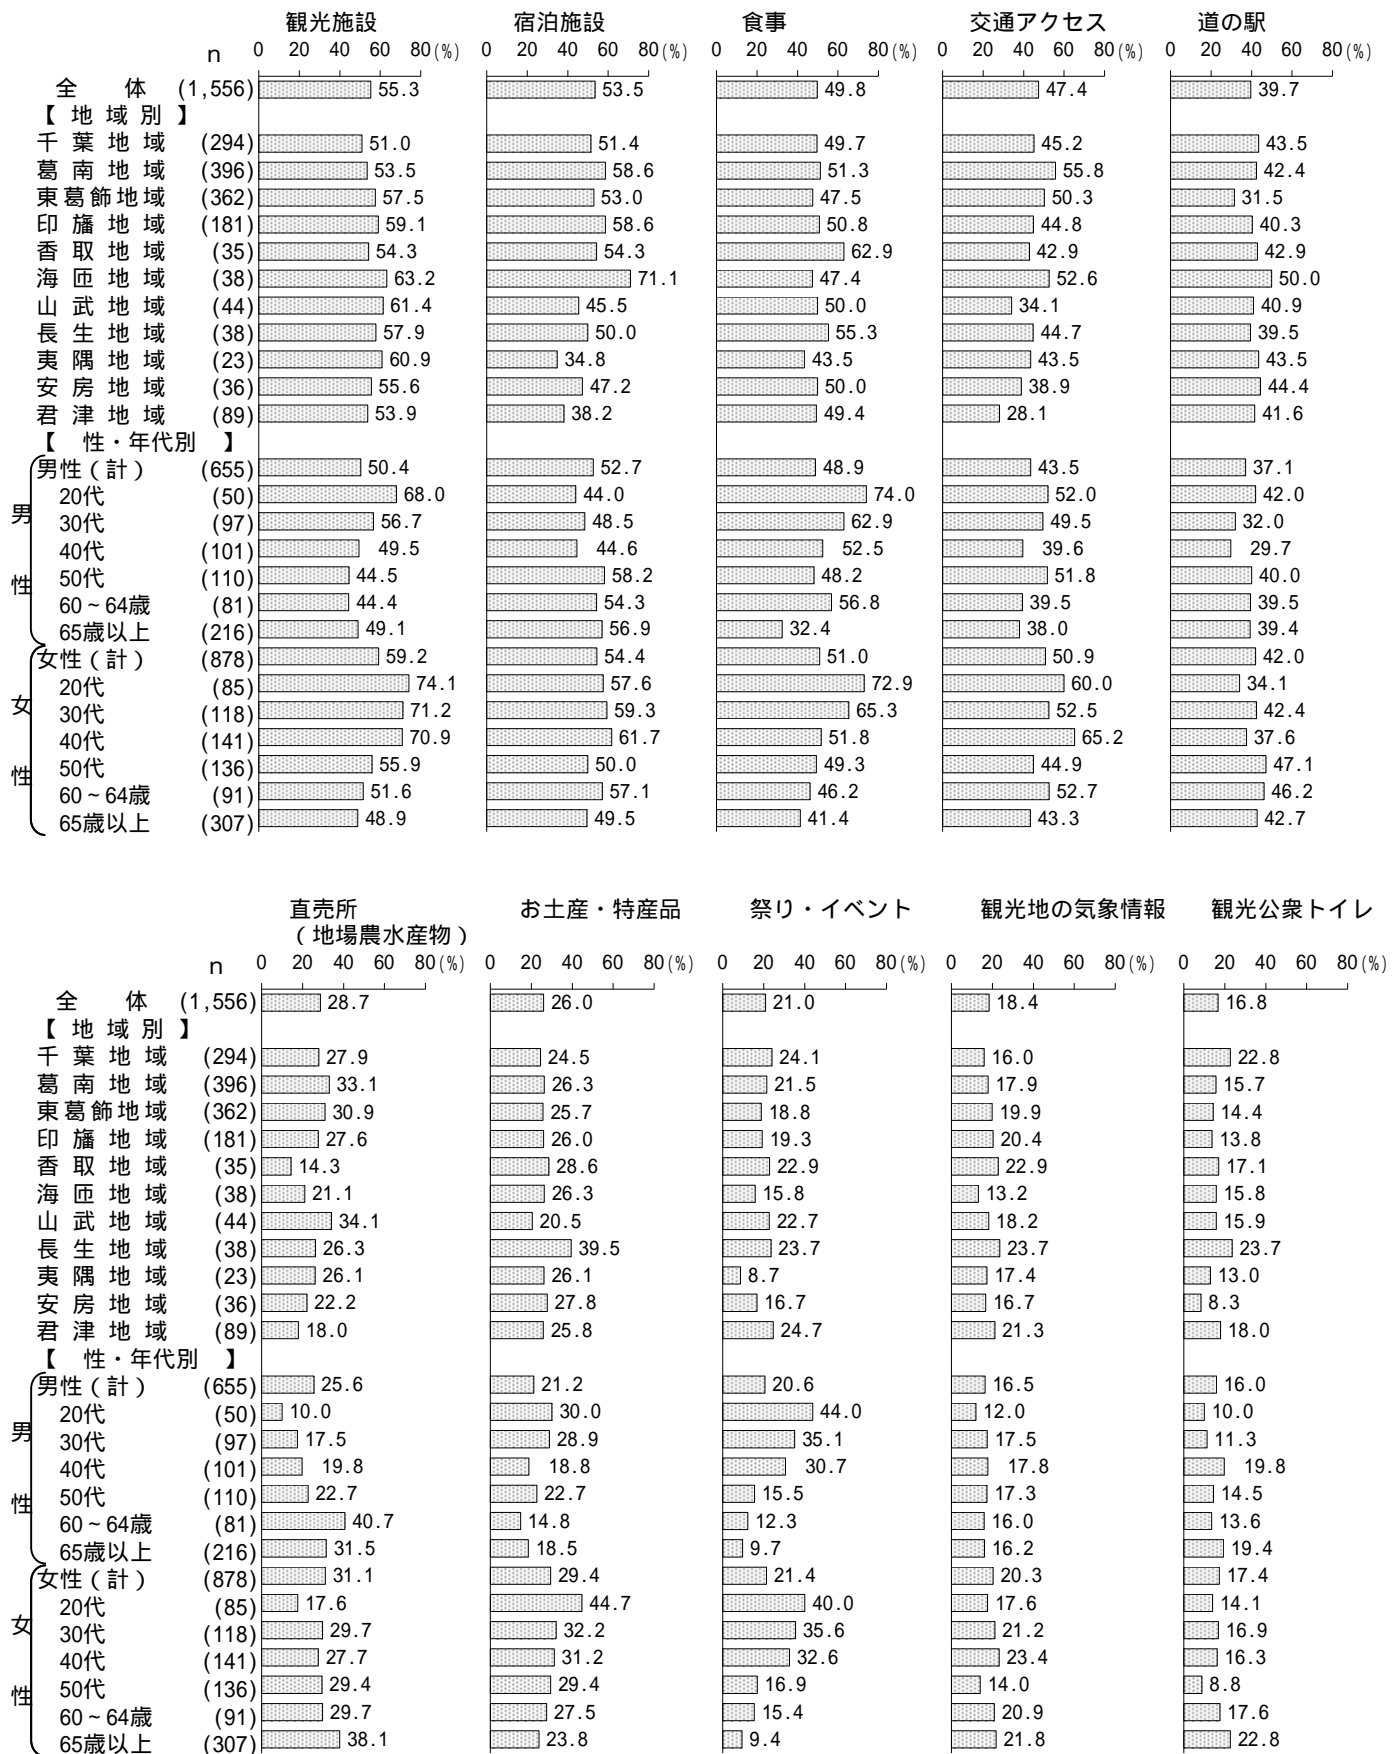 観光施設 宿泊施設 食事 交通アクセス 道の駅
n 0 20 40 60 80(%) 0 20 40 60 80(%) 0 20 40 60 80(%) 0 20 40 60 80(%) 0 20 40 60 80(%)
全 体 (1,556) 55.3 53.5 49.8 47.4 39.7
【 地 域 別 】
千 葉 地 域 (294) 51.0 51.4 49.7 45.2 43.5
葛 南 地 域 (396) 53.5 58.6 51.3 55.8 42.4
東葛飾地域 (362) 57.5 53.0 47.5 50.3 31.5
印 旛 地 域 (181) 59.1 58.6 50.8 44.8 40.3
香 取 地 域 (35) 54.3 54.3 62.9 42.9 42.9
海 匝 地 域 (38) 63.2 71.1 47.4 52.6 50.0
山 武 地 域 (44) 61.4 45.5 50.0 34.1 40.9
長 生 地 域 (38) 57.9 50.0 55.3 44.7 39.5
夷 隅 地 域 (23) 60.9 34.8 43.5 43.5 43.5
安 房 地 域 (36) 55.6 47.2 50.0 38.9 44.4
君 津 地 域 (89) 53.9 38.2 49.4 28.1 41.6
【 性・年代別 】
男性(計) (655) 50.4 52.7 48.9 43.5 37.1
20代 (50) 68.0 44.0 74.0 52.0 42.0
男
30代 (97) 56.7 48.5 62.9 49.5 32.0
40代 (101) 49.5 44.6 52.5 39.6 29.7
性
50代 (110) 44.5 58.2 48.2 51.8 40.0
60~64歳 (81) 44.4 54.3 56.8 39.5 39.5
65歳以上 (216) 49.1 56.9 32.4 38.0 39.4
女性(計) (878) 59.2 54.4 51.0 50.9 42.0
20代 (85) 74.1 57.6 72.9 60.0 34.1
女
30代 (118) 71.2 59.3 65.3 52.5 42.4
40代 (141) 70.9 61.7 51.8 65.2 37.6
性
50代 (136) 55.9 50.0 49.3 44.9 47.1
60~64歳 (91) 51.6 57.1 46.2 52.7 46.2
65歳以上 (307) 48.9 49.5 41.4 43.3 42.7
直売所 お土産・特産品 祭り・イベント 観光地の気象情報 観光公衆トイレ
(地場農水産物)
n 0 20 40 60 80(%) 0 20 40 60 80(%) 0 20 40 60 80(%) 0 20 40 60 80(%) 0 20 40 60 80(%)
全 体 (1,556) 28.7 26.0 21.0 18.4 16.8
【 地 域 別 】
千 葉 地 域 (294) 27.9 24.5 24.1 16.0 22.8
葛 南 地 域 (396) 33.1 26.3 21.5 17.9 15.7
東葛飾地域 (362) 30.9 25.7 18.8 19.9 14.4
印 旛 地 域 (181) 27.6 26.0 19.3 20.4 13.8
香 取 地 域 (35) 14.3 28.6 22.9 22.9 17.1
海 匝 地 域 (38) 21.1 26.3 15.8 13.2 15.8
山 武 地 域 (44) 34.1 20.5 22.7 18.2 15.9
長 生 地 域 (38) 26.3 39.5 23.7 23.7 23.7
夷 隅 地 域 (23) 26.1 26.1 8.7 17.4 13.0
安 房 地 域 (36) 22.2 27.8 16.7 16.7 8.3
君 津 地 域 (89) 18.0 25.8 24.7 21.3 18.0
【 性・年代別 】
男性(計) (655) 25.6 21.2 20.6 16.5 16.0
20代 (50) 10.0 30.0 44.0 12.0 10.0
男
30代 (97) 17.5 28.9 35.1 17.5 11.3
40代 (101) 19.8 18.8 30.7 17.8 19.8
性
50代 (110) 22.7 22.7 15.5 17.3 14.5
60~64歳 (81) 40.7 14.8 12.3 16.0 13.6
65歳以上 (216) 31.5 18.5 9.7 16.2 19.4
女性(計) (878) 31.1 29.4 21.4 20.3 17.4
20代 (85) 17.6 44.7 40.0 17.6 14.1
女
30代 (118) 29.7 32.2 35.6 21.2 16.9
40代 (141) 27.7 31.2 32.6 23.4 16.3
性
50代 (136) 29.4 29.4 16.9 14.0 8.8
60~64歳 (91) 29.7 27.5 15.4 20.9 17.6
65歳以上 (307) 38.1 23.8 9.4 21.8 22.8